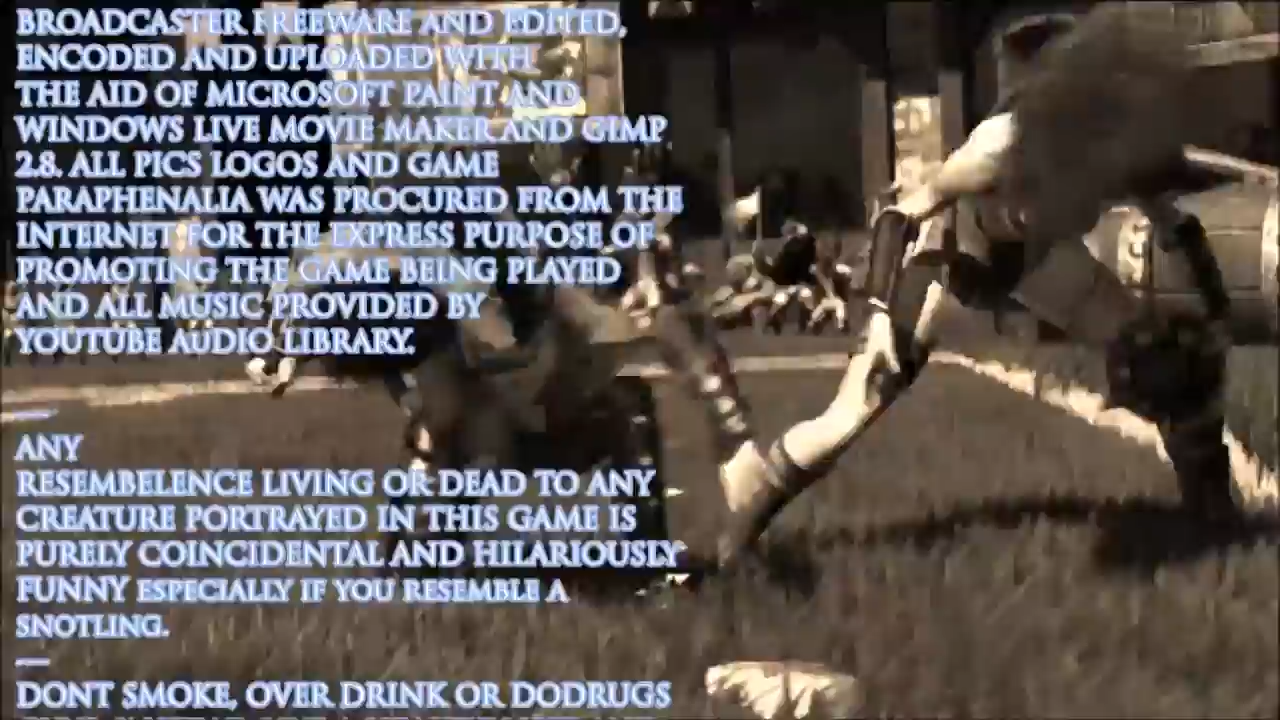 BROADCASTER FREEWARE AND EDITED,
ENCODED AND UPLOADED WITH
THE AID OF MICROSOFT PAINT AND
WINDOWS LIVE MOVIE MAKER AND GIMP
2.8. ALL PICS LOGOS AND GAME
PARAPHENALIA WAS PROCURED FROM THE
INTERNET FOR THE EXPRESS PURPOSE OF
PROMOTING THE GAME BEING PLAYED
AND ALL MUSIC PROVIDED BY
YOUTUBE AUDIO LIBRARY.
—
ANY
RESEMBELENCE LIVING OR DEAD TO ANY
CREATURE PORTRAYED IN THIS GAME IS
PURELY COINCIDENTAL AND HILARIOUSLY
FUNNY ESPECIALLY IF YOU RESEMBLE A
SNOTLING.
—
DONT SMOKE, OVER DRINK OR DODRUGS